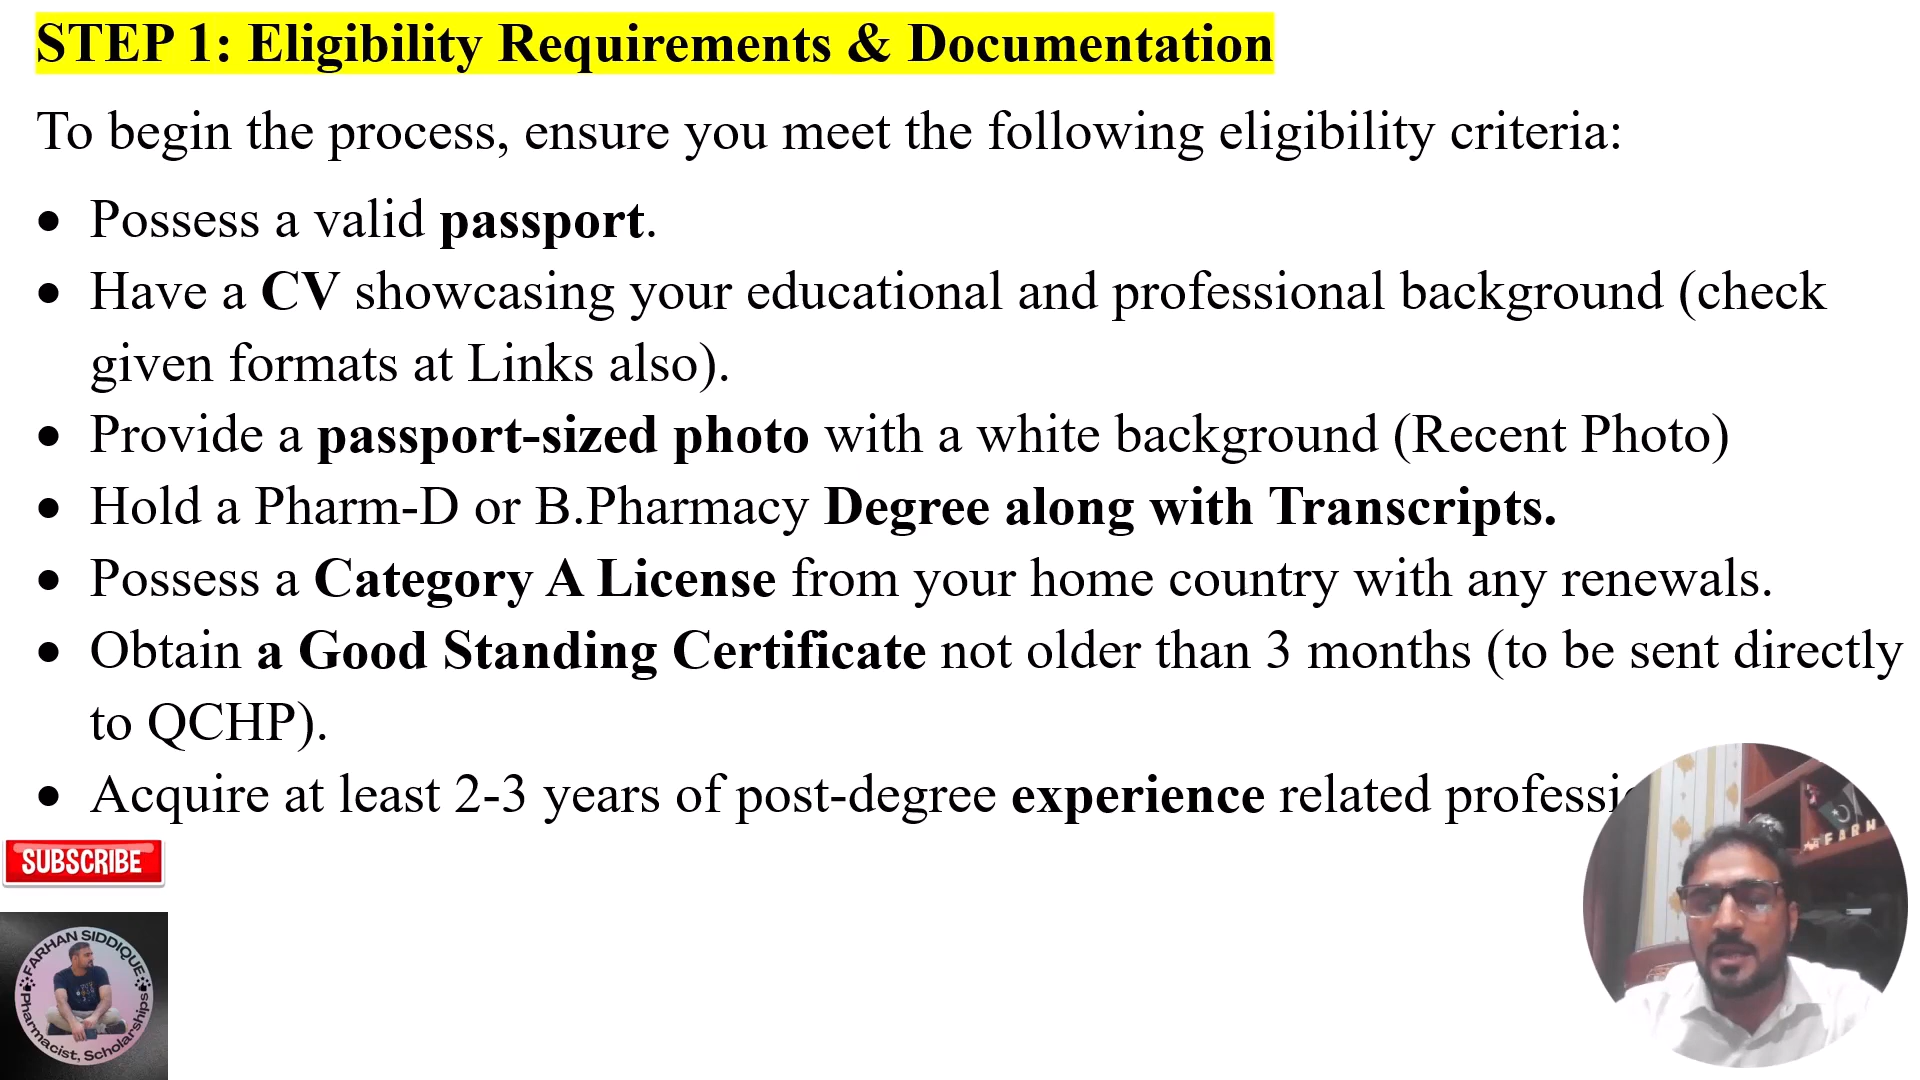 STEP 1: Eligibility Requirements & Documentation
To begin the process, ensure you meet the following eligibility criteria:
• Possess a valid passport.
• Have a CV showcasing your educational and professional background (check
given formats at Links also).
• Provide a passport-sized photo with a white background (Recent Photo)
• Hold a Pharm-D or B.Pharmacy Degree along with Transcripts.
• Possess a Category A License from your home country with any renewals.
• Obtain a Good Standing Certificate not older than 3 months (to be sent directly
to QCHP).
• Acquire at least 2-3 years of post-degree experience related
SUBSCRIBE
FARHAN SIDDIQUE
Pharmacist, Scholarships